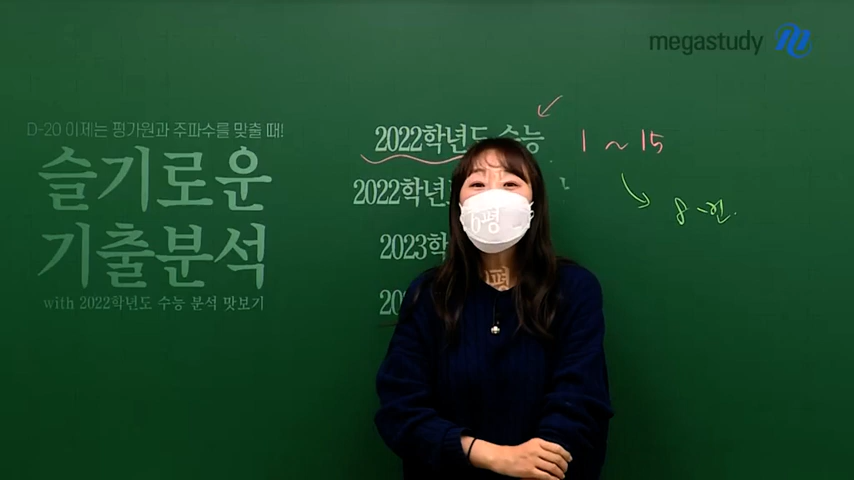 megastudy
D-20 이제는 평가원과 주파수를 맞출 때!
슬기로운
기출분석
with 2022학년도 수능 분석 맛보기
2022학년도 수능
1 ~ 15
2022학년
8
2023학
6평
평